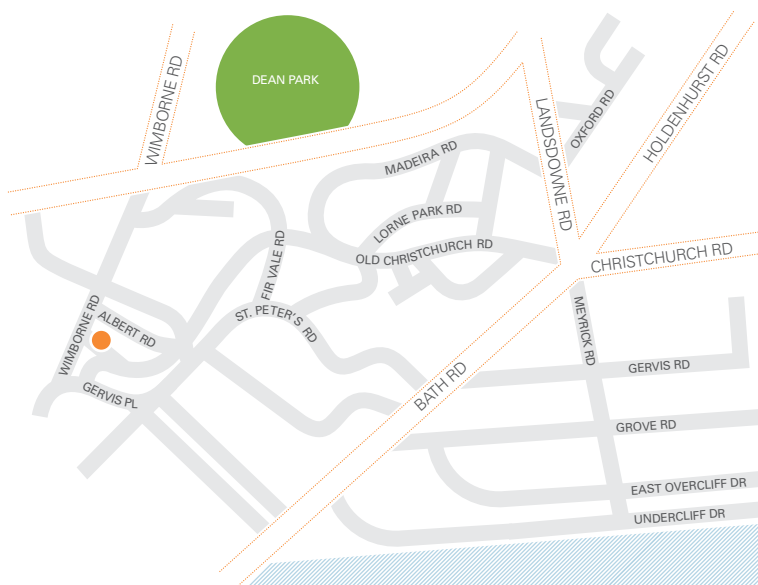 WIMBORNE RD
DEAN PARK
LANDSDOWNE RD
OXFORD RD
HOLDENHURST RD
MADEIRA RD
LORNE PARK RD
OLD CHRISTCHURCH RD
CHRISTCHURCH RD
FIR VALE RD
ST. PETER'S RD
WIMBORNE RD
ALBERT RD
MEYRICK RD
GERVIS PL
BATH RD
GERVIS RD
GROVE RD
EAST OVERCLIFF DR
UNDERCLIFF DR